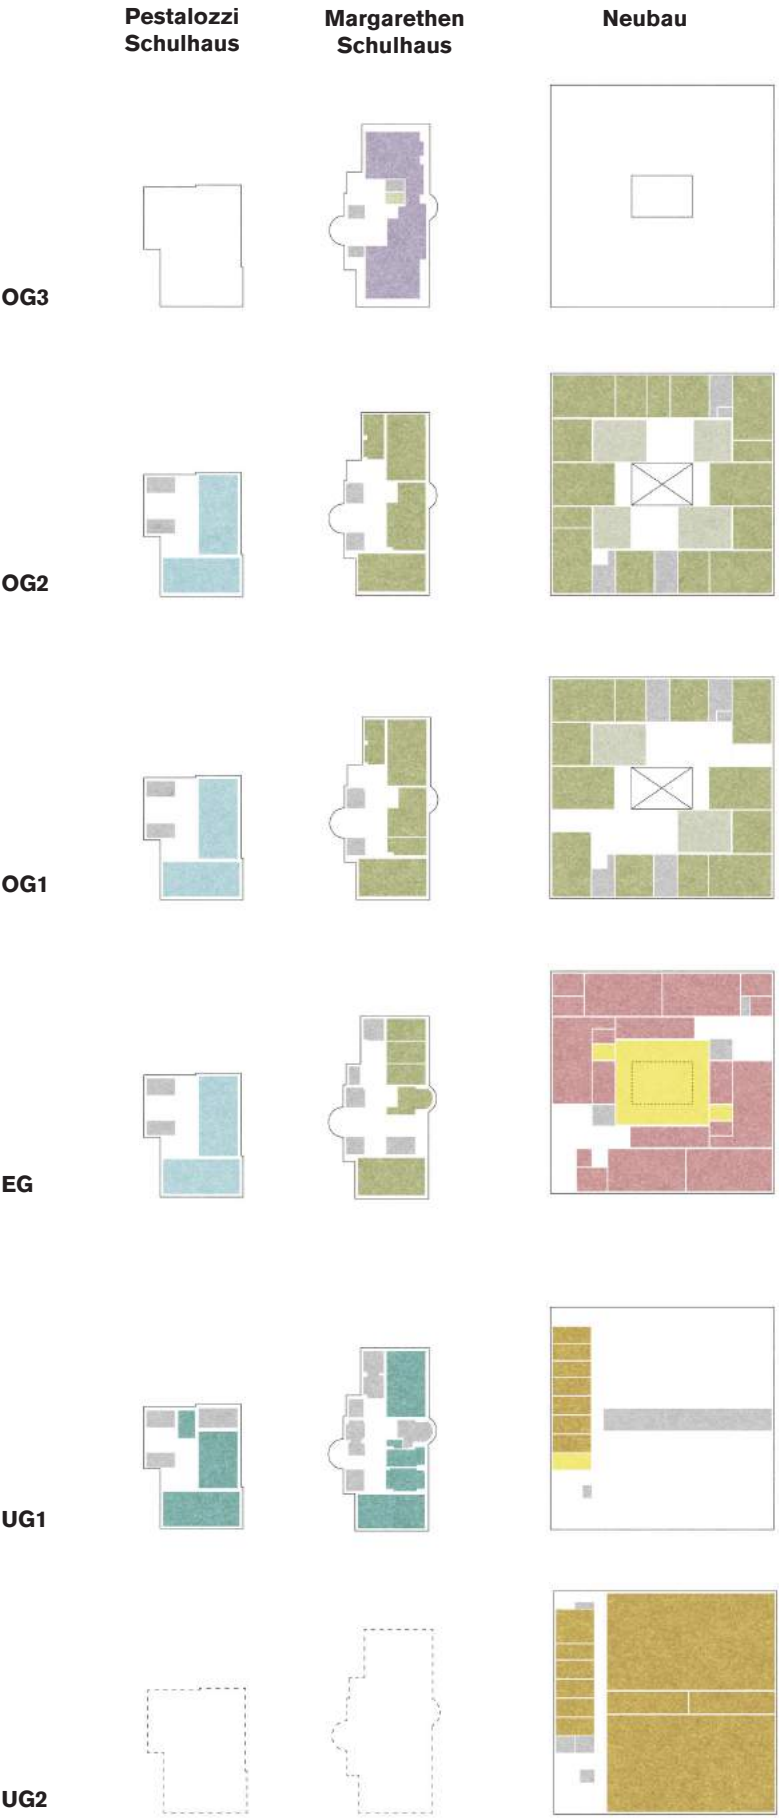 Pestalozzi
Schulhaus
Margarethen
Schulhaus
Neubau
OG3
OG2
OG1
EG
UG1
UG2